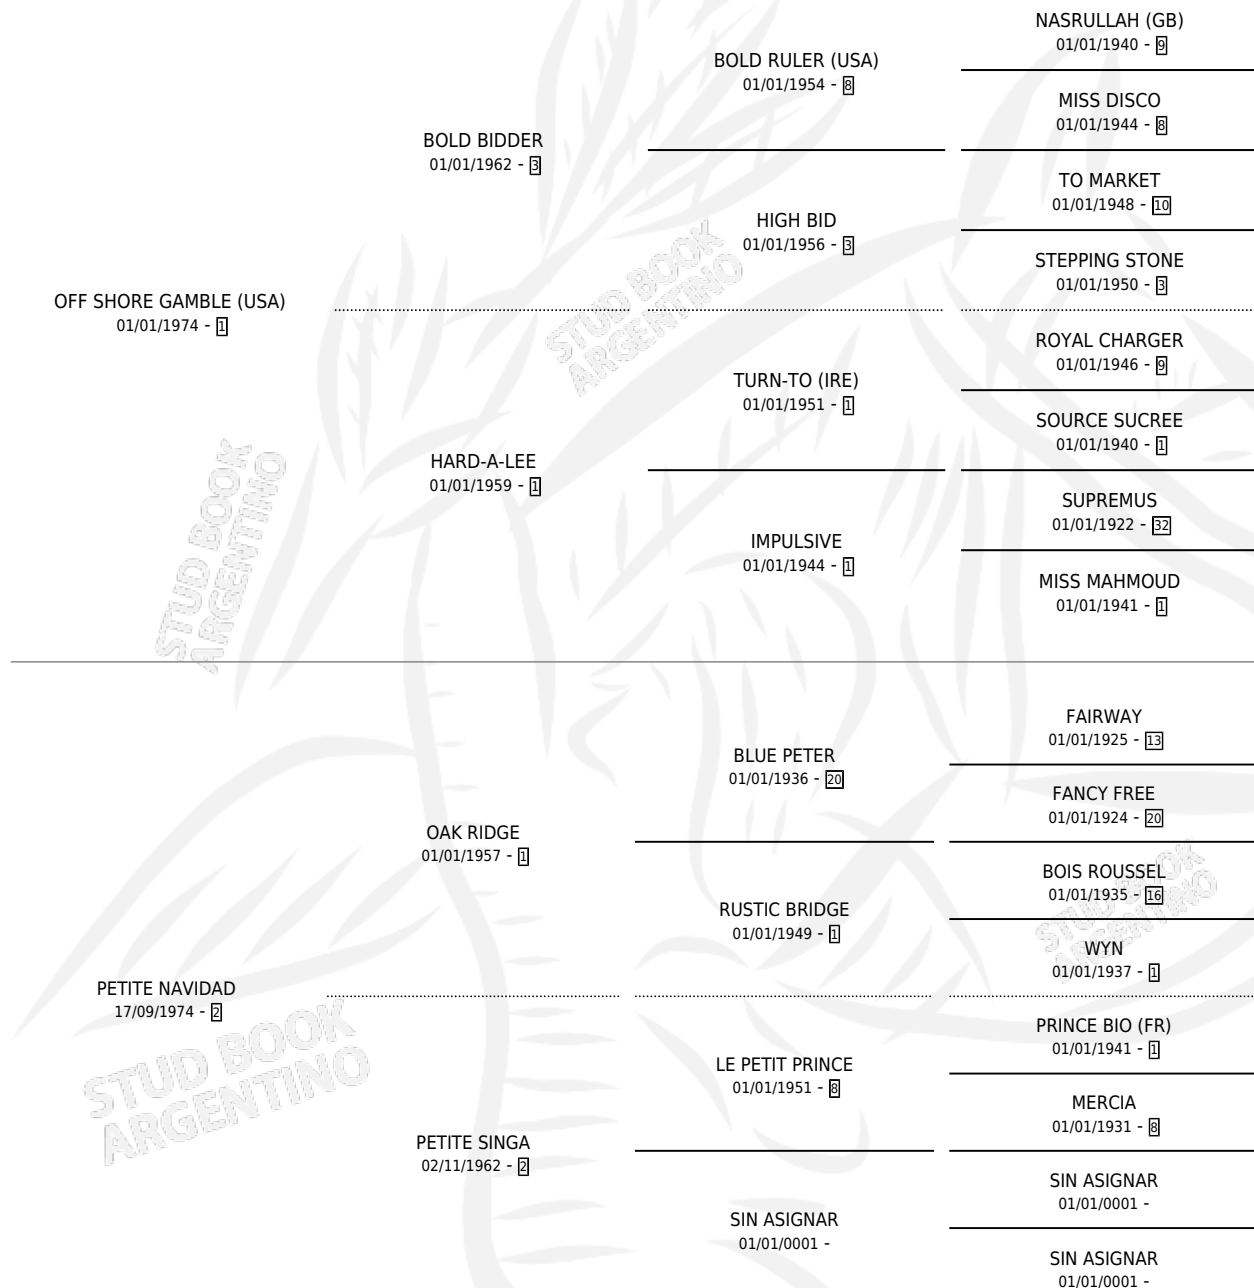 NASRULLAH (GB)
01/01/1940 - 9
BOLD RULER (USA)
01/01/1954 - 8
MISS DISCO
01/01/1944 - 8
BOLD BIDDER
01/01/1962 - 3
TO MARKET
01/01/1948 - 10
HIGH BID
01/01/1956 - 3
STEPPING STONE
01/01/1950 - 3
OFF SHORE GAMBLE (USA)
01/01/1974 - 1
ROYAL CHARGER
01/01/1946 - 9
TURN-TO (IRE)
01/01/1951 - 1
SOURCE SUCREE
01/01/1940 - 1
HARD-A-LEE
01/01/1959 - 1
SUPREMUS
01/01/1922 - 32
IMPULSIVE
01/01/1944 - 1
MISS MAHMOUD
01/01/1941 - 1
FAIRWAY
01/01/1925 - 13
BLUE PETER
01/01/1936 - 20
FANCY FREE
01/01/1924 - 20
OAK RIDGE
01/01/1957 - 1
BOIS ROUSSEL
01/01/1935 - 16
RUSTIC BRIDGE
01/01/1949 - 1
WYN
01/01/1937 - 1
PETITE NAVIDAD
17/09/1974 - 2
PRINCE BIO (FR)
01/01/1941 - 1
LE PETIT PRINCE
01/01/1951 - 8
MERCIA
01/01/1931 - 8
PETITE SINGA
02/11/1962 - 2
SIN ASIGNAR
01/01/0001 -
SIN ASIGNAR
01/01/0001 -
SIN ASIGNAR
01/01/0001 -
STUD BOOK
ARGENTINO
STUD BOOK
ARGENTINO
STUD BOOK
ARGENTINO
STUD BOOK
ARGENTINO